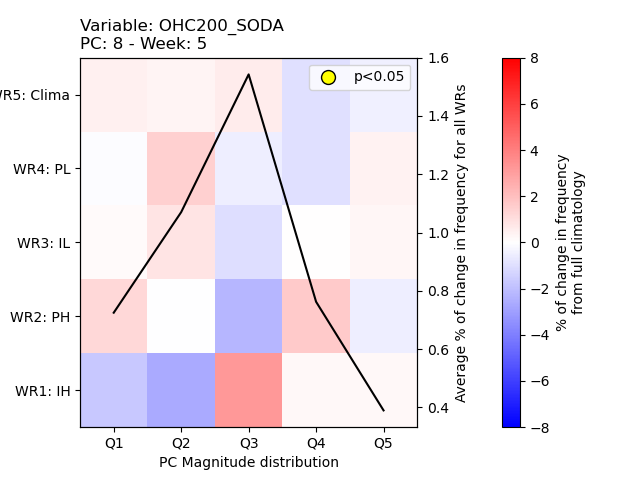 Variable: OHC200_SODA
PC: 8 - Week: 5
p<0.05
WR5: Clima
WR4: PL
WR3: IL
WR2: PH
WR1: IH
Q1 Q2 Q3 Q4 Q5
PC Magnitude distribution
1.6
1.4
1.2
1.0
0.8
0.6
0.4
Average % of change in frequency for all WRs
8
6
4
2
0
−2
−4
−6
−8
% of change in frequency
from full climatology